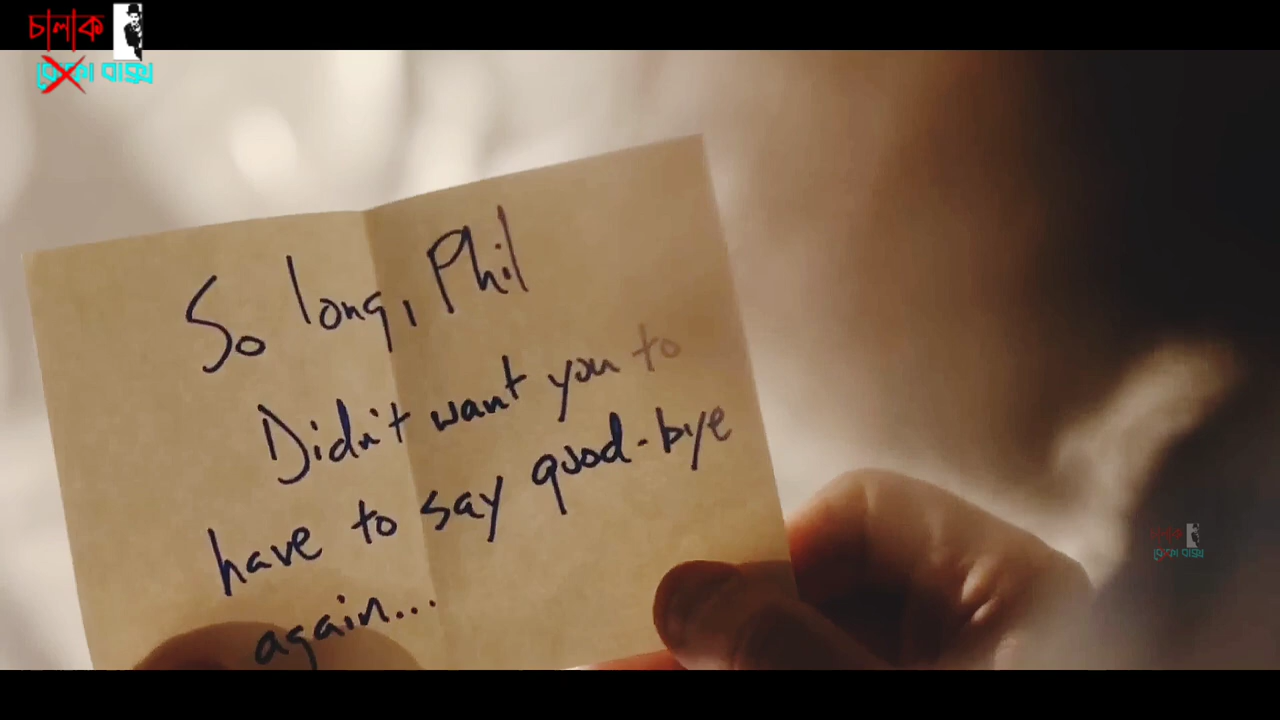 চালাক
বোকা বাক্স
So long, Phil
Didn't want you to
have to say good-bye
again...
চালাক
বোকা বাক্স